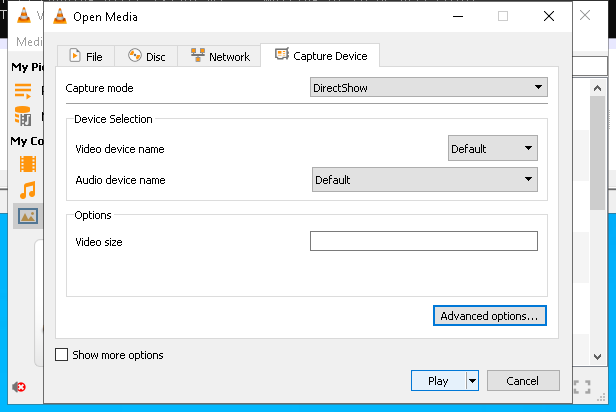 Open Media
Medi
File
Disc
Network
Capture Device
My Pi
Capture mode
DirectShow
Device Selection
Video device name
Default
My Co
Audio device name
Default
Options
Video size
Advanced options...
Show more options
Play
Cancel